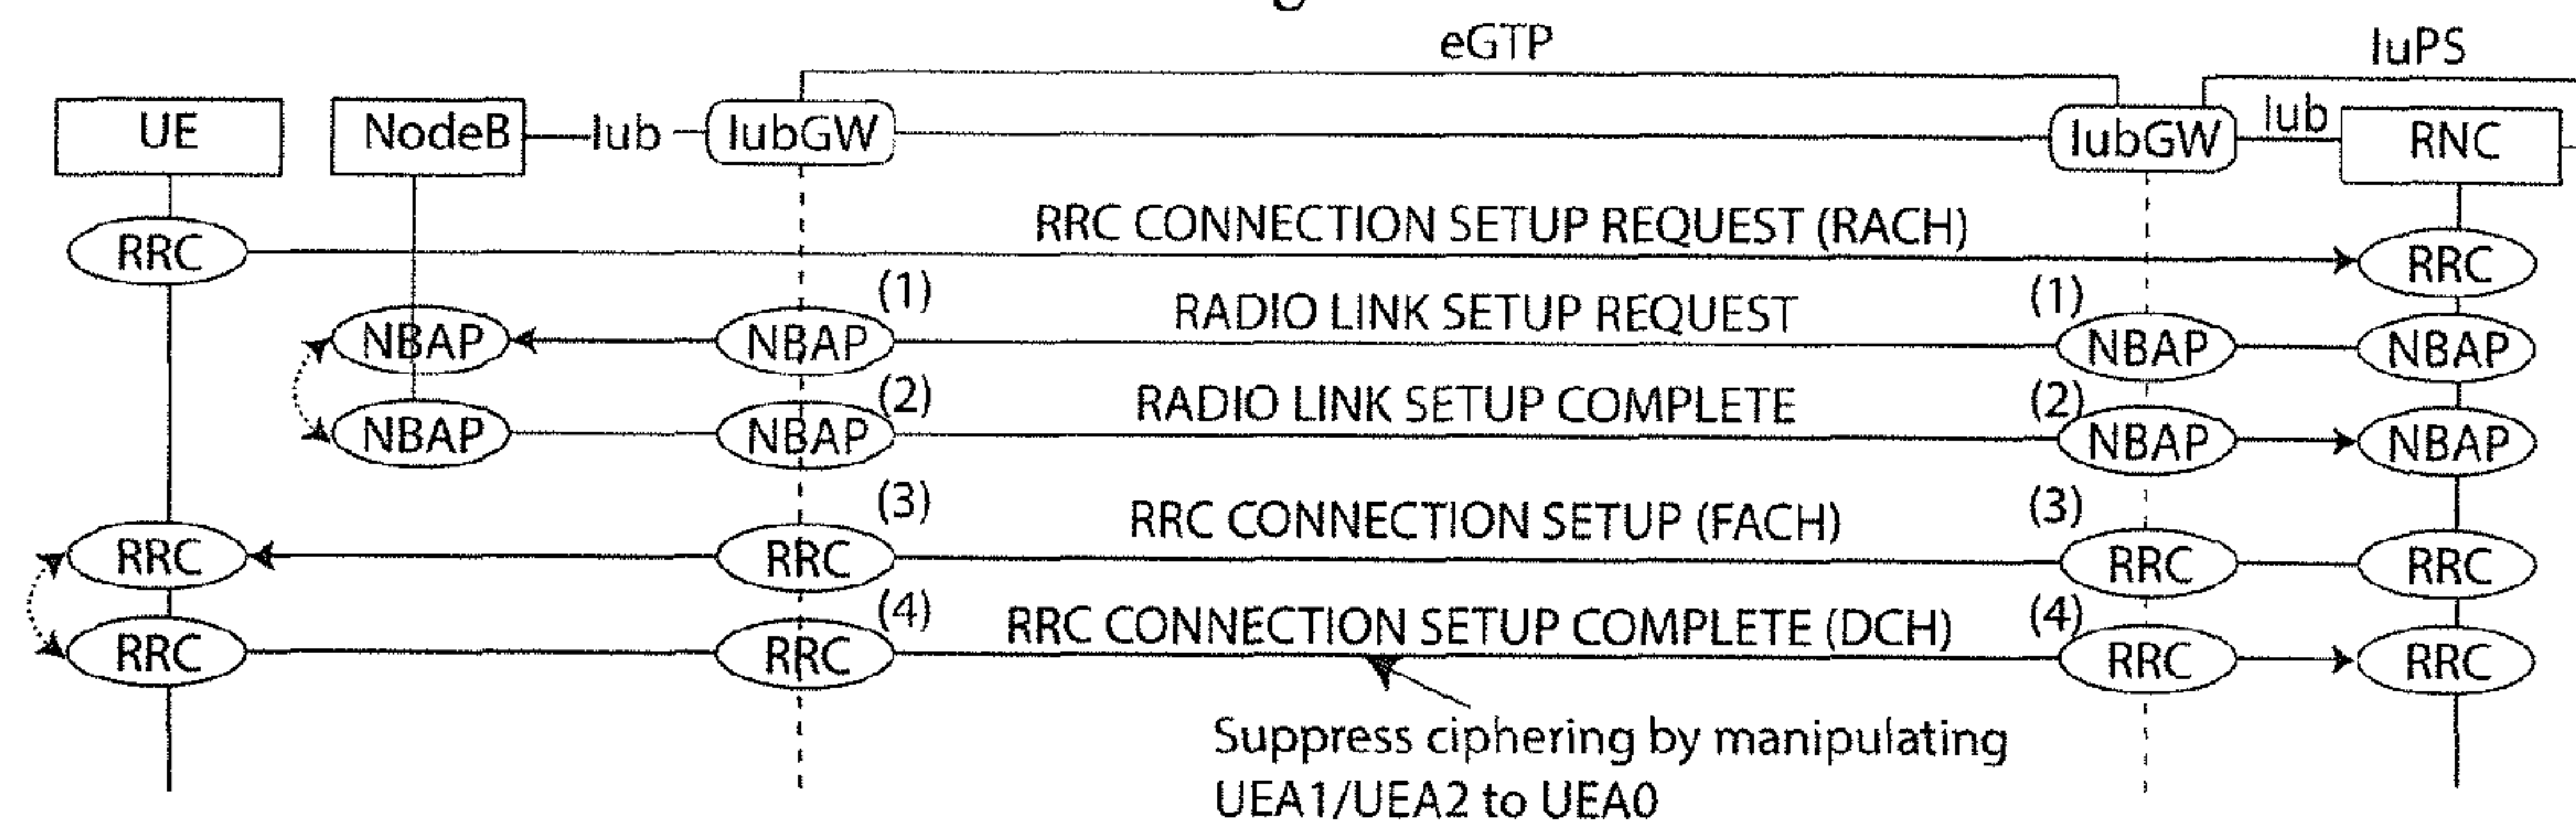 eGTP
IuPS
UE
NodeB
Iub
IubGW
IubGW
Iub
RNC
RRC CONNECTION SETUP REQUEST (RACH)
RRC
RRC
(1)
RADIO LINK SETUP REQUEST
(1)
NBAP
NBAP
NBAP
NBAP
(2)
RADIO LINK SETUP COMPLETE
(2)
NBAP
NBAP
NBAP
NBAP
(3)
RRC CONNECTION SETUP (FACH)
(3)
RRC
RRC
RRC
RRC
(4)
RRC CONNECTION SETUP COMPLETE (DCH)
(4)
RRC
RRC
RRC
RRC
Suppress ciphering by manipulating
UEA1/UEA2 to UEA0